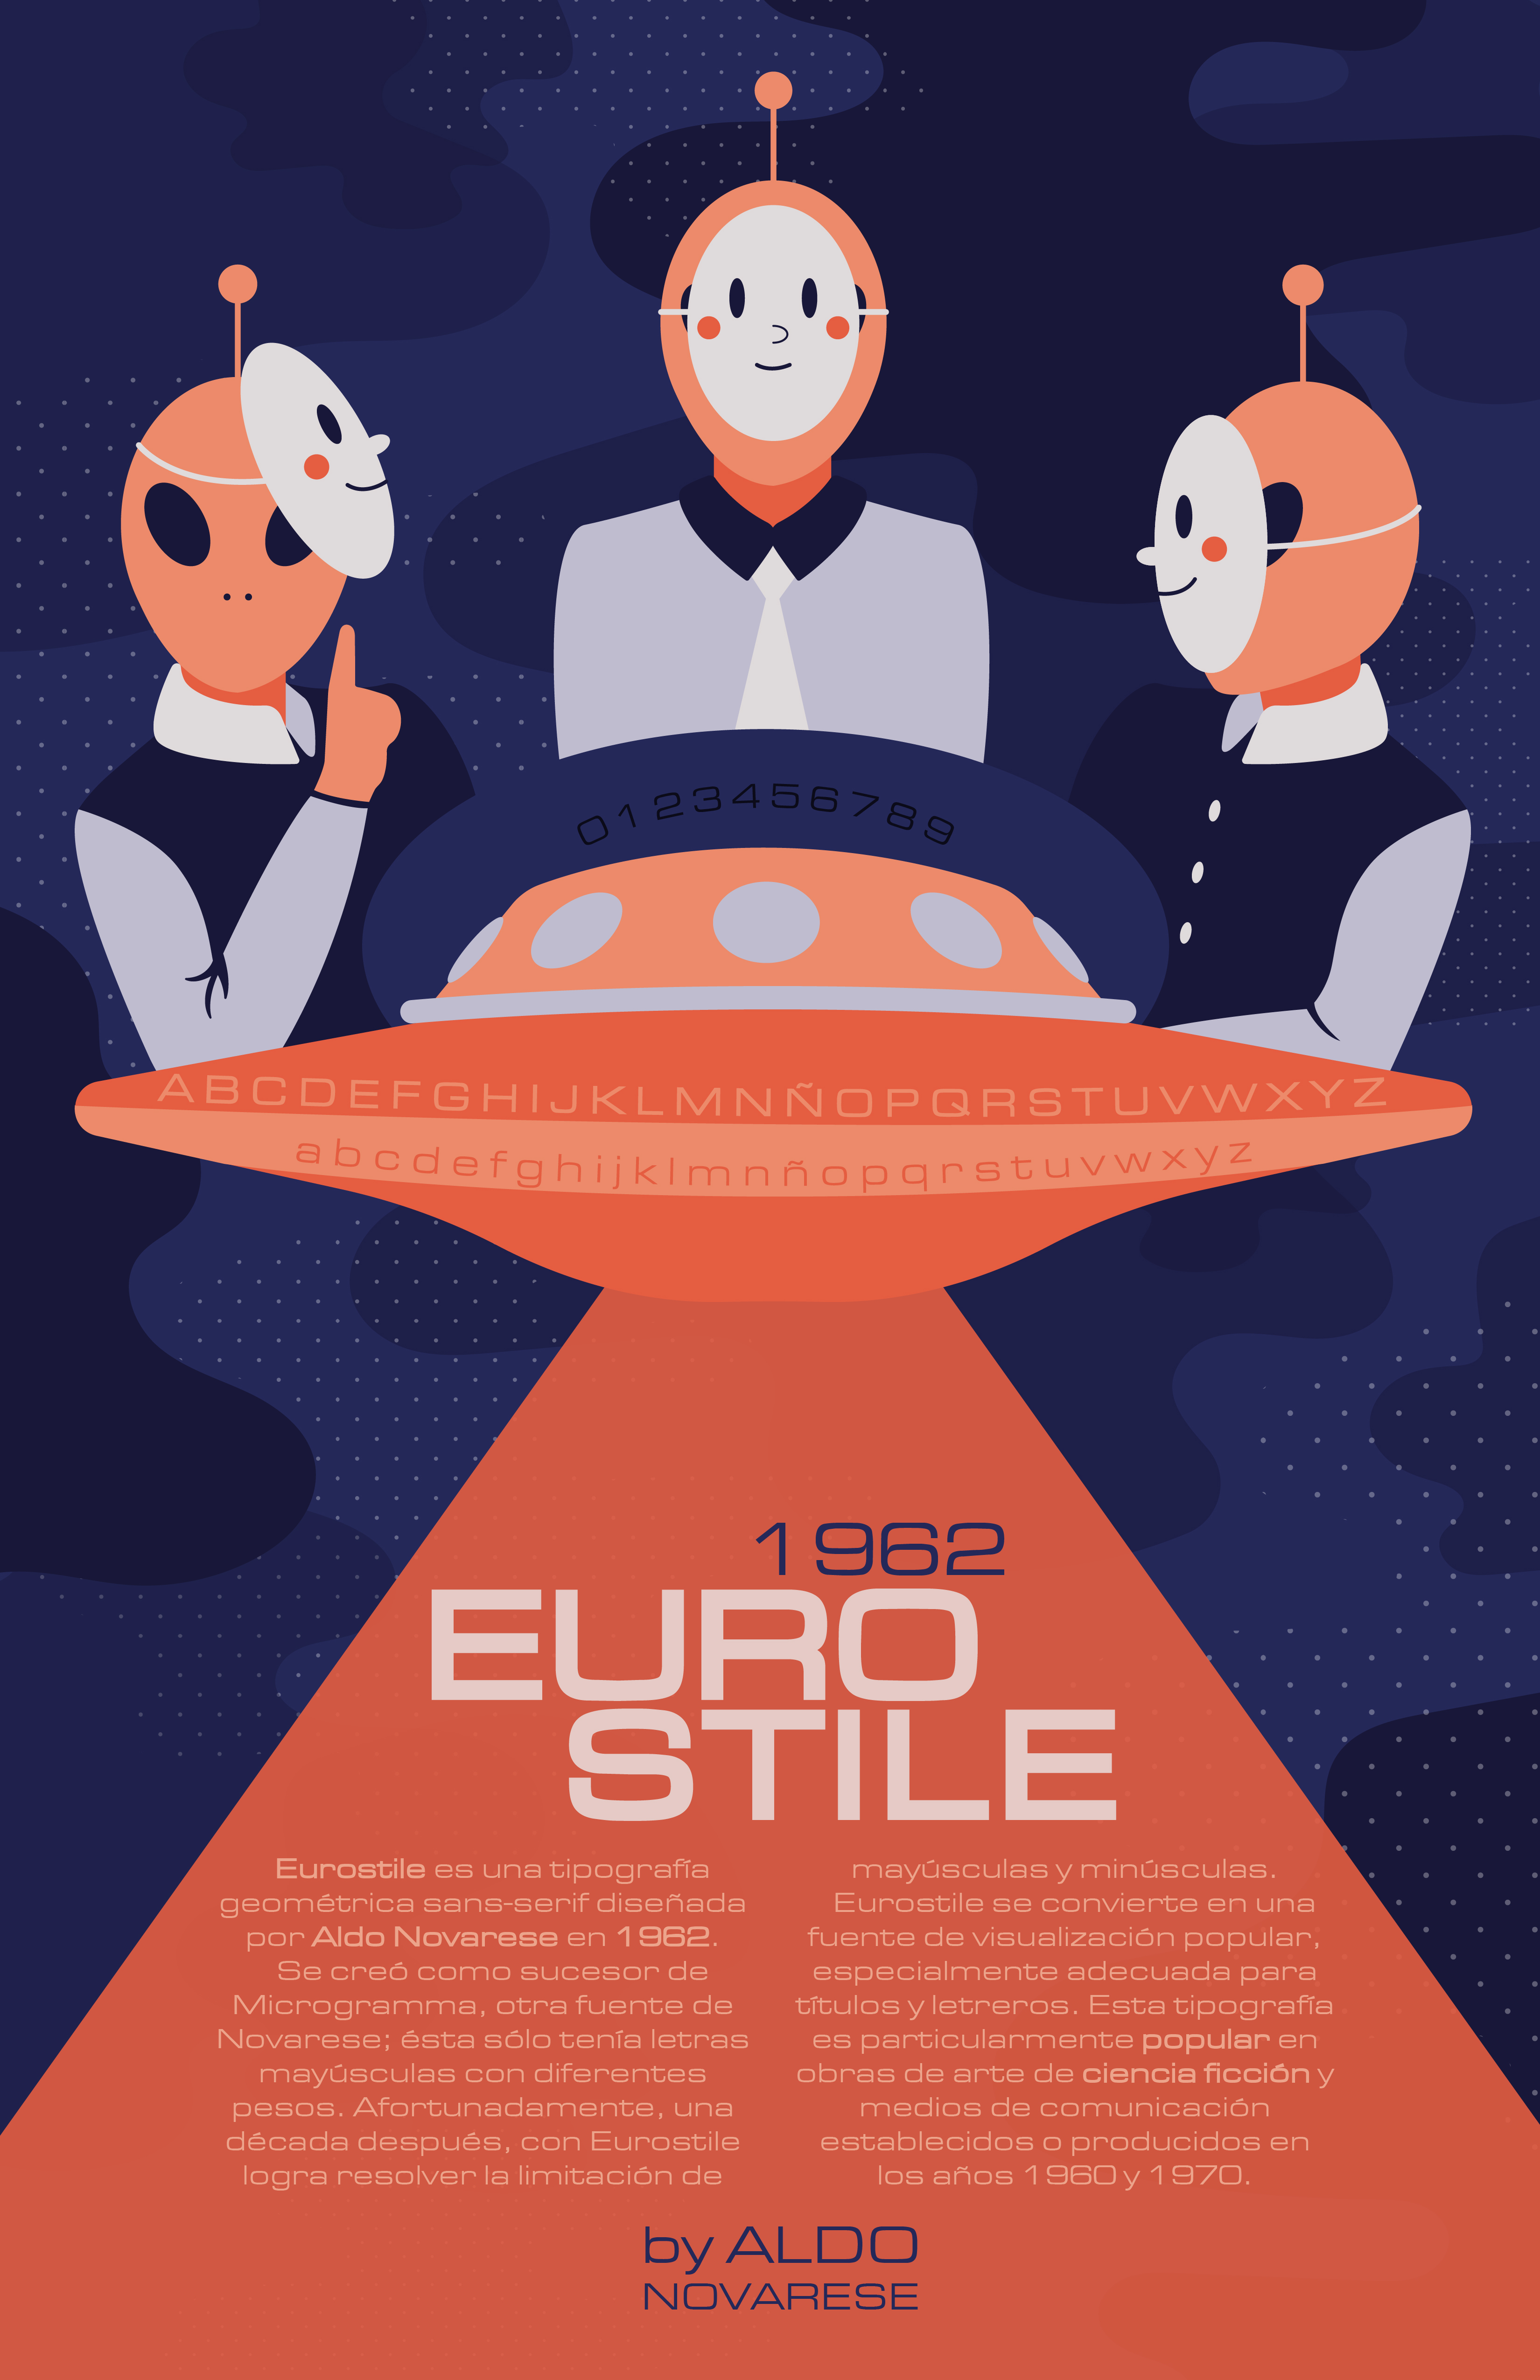 0123456789
ABCDEFGHIJKLMNÑOPQRSTUVWXYZ
abcdefghijklmnñopqrstuvwxyz
1962
EURO
STILE
Eurostile es una tipografía
geométrica sans-serif diseñada
por Aldo Novarese en 1962.
Se creó como sucesor de
Microgramma, otra fuente de
Novarese; ésta sólo tenía letras
mayúsculas con diferentes
pesos. Afortunadamente, una
década después, con Eurostile
logra resolver la limitación de
mayúsculas y minúsculas.
Eurostile se convierte en una
fuente de visualización popular,
especialmente adecuada para
títulos y letreros. Esta tipografía
es particularmente popular en
obras de arte de ciencia ficción y
medios de comunicación
establecidos o producidos en
los años 1960 y 1970.
by ALDO
NOVARESE